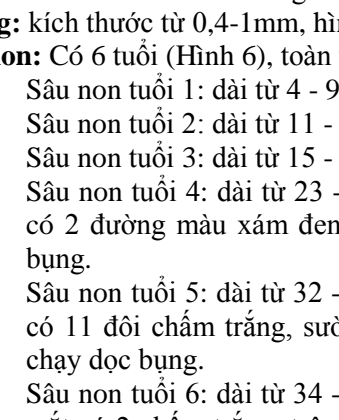 g: kích thước từ 0,4-1mm, hìn
on: Có 6 tuổi (Hình 6), toàn
Sâu non tuổi 1: dài từ 4 - 9
Sâu non tuổi 2: dài từ 11 -
Sâu non tuổi 3: dài từ 15 -
Sâu non tuổi 4: dài từ 23 -
có 2 đường màu xám đen
bụng.
Sâu non tuổi 5: dài từ 32 -
có 11 đôi chấm trắng, sườ
chạy dọc bụng.
Sâu non tuổi 6: dài từ 34 -